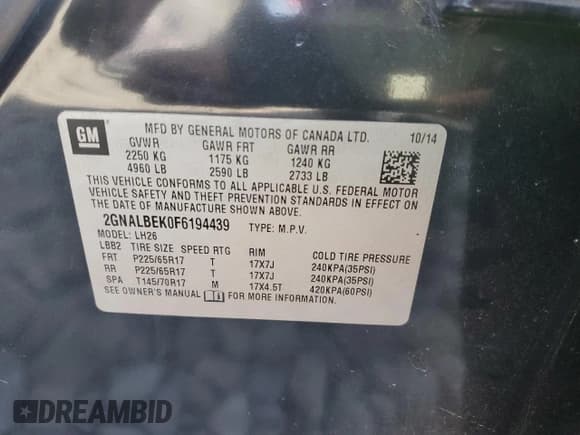 GM
MFD BY GENERAL MOTORS OF CANADA LTD. 10/14
GVWR GAWR FRT GAWR RR
2250 KG 1175 KG 1240 KG
4960 LB 2590 LB 2733 LB
THIS VEHICLE CONFORMS TO ALL APPLICABLE U.S. FEDERAL MOTOR
VEHICLE SAFETY AND THEFT PREVENTION STANDARDS IN EFFECT ON
THE DATE OF MANUFACTURE SHOWN ABOVE.
2GNALBEK0F6194439 TYPE: M.P.V.
MODEL: LH26
LBB2 TIRE SIZE SPEED RTG RIM COLD TIRE PRESSURE
FRT P225/65R17 T 17X7J 240KPA(35PSI)
RR P225/65R17 T 17X7J 240KPA(35PSI)
SPA T145/70R17 M 17X4.5T 420KPA(60PSI)
SEE OWNER'S MANUAL FOR MORE INFORMATION.
DREAMBID